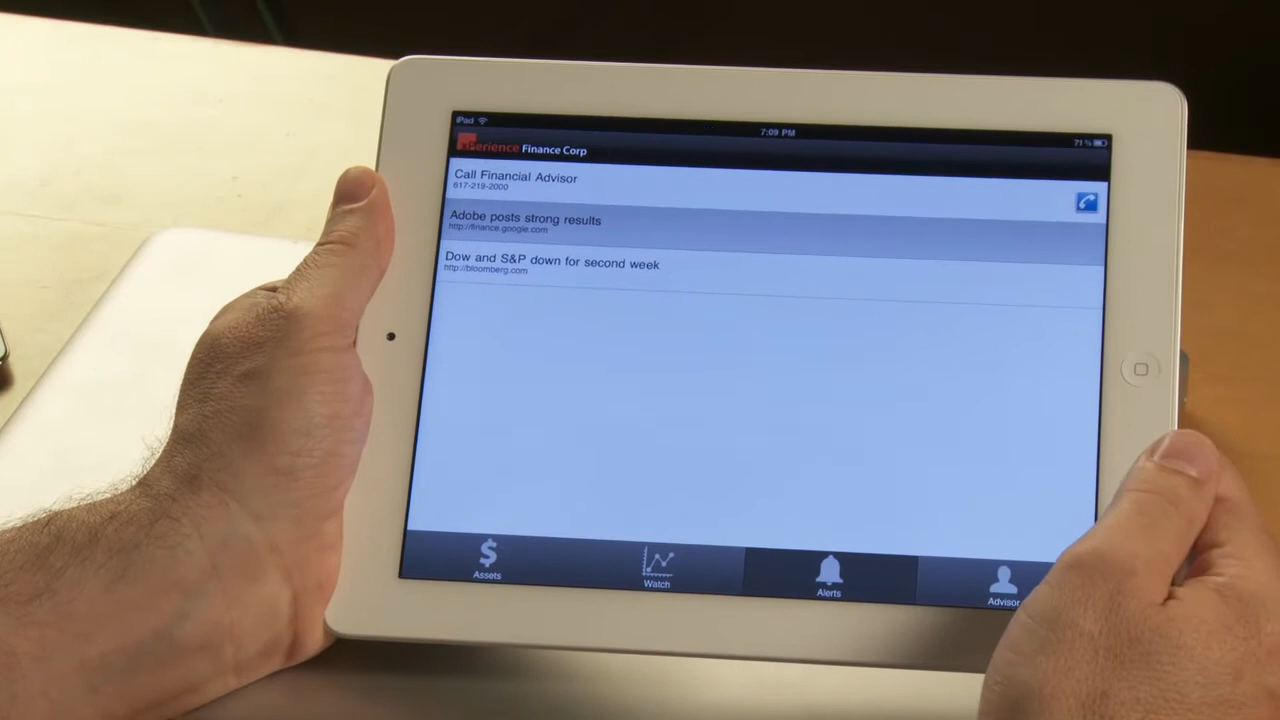 iPad 7:09 PM 71%
xPerience Finance Corp
Call Financial Advisor
617-219-2000
Adobe posts strong results
http://finance.google.com
Dow and S&P down for second week
http://bloomberg.com
Assets Watch Alerts Advisor